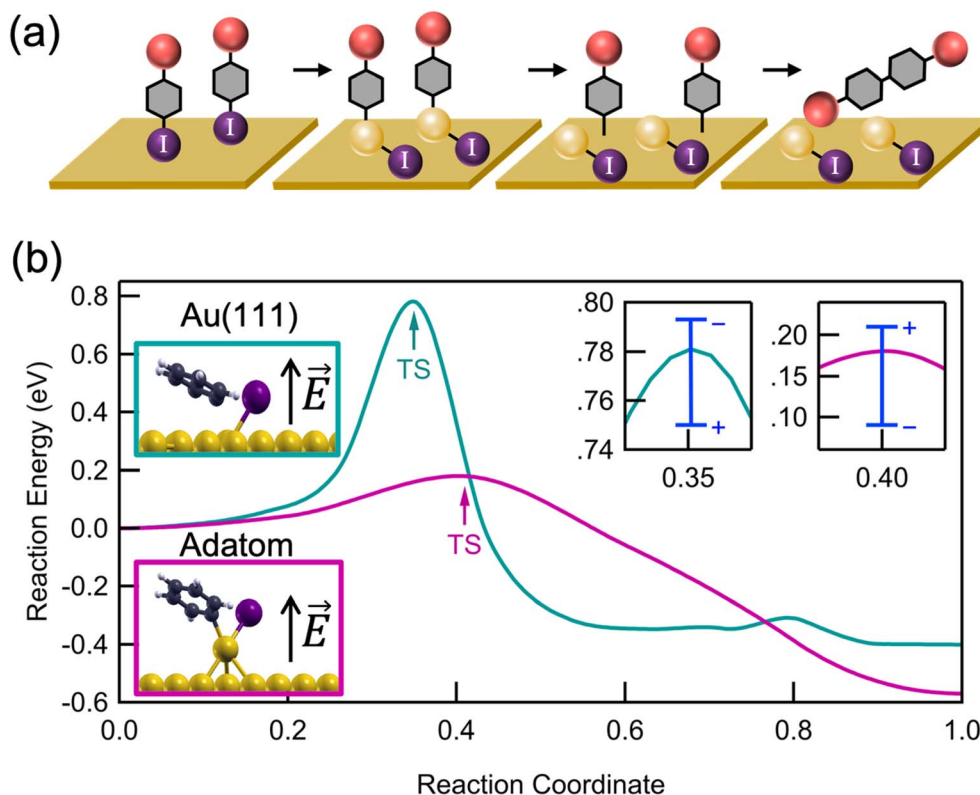 (a)
I
I
I
I
I
I
I
I
(b)
Reaction Energy (eV)
0.8
0.6
0.4
0.2
0.0
-0.2
-0.4
-0.6
Au(111)
E⃗
TS
Adatom
E⃗
TS
.80
.78
.76
.74
−
+
0.35
.20
.15
.10
+
−
0.40
0.0 0.2 0.4 0.6 0.8 1.0
Reaction Coordinate